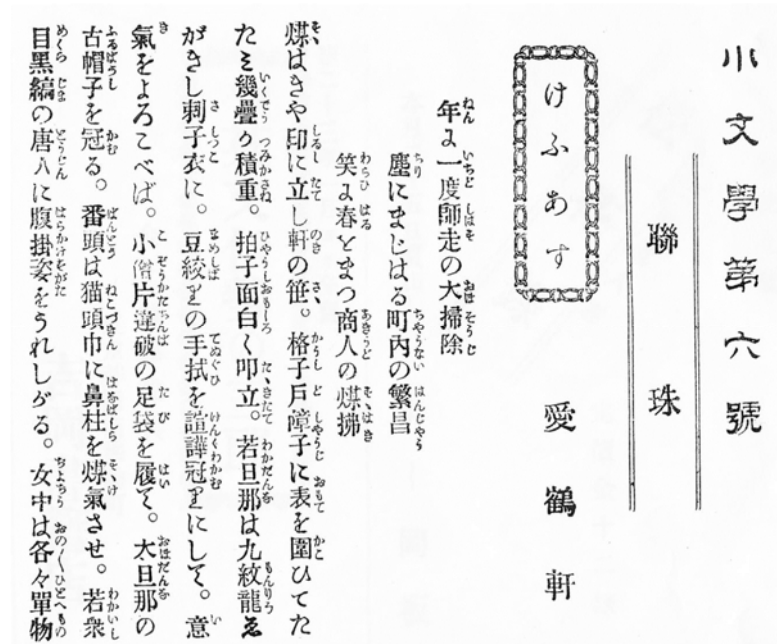 小文學第六號
聯珠
けふあす
愛鶴軒
年に一度師走の大掃除
塵にまじはる町内の繁昌
笑に春をまつ商人の煤拂
煤はきや印に立し軒の笹。格子戸障子に表を圍ひてた
たミ幾疊か積重。拍子面白く叩立。若旦那は九紋龍ゑ
がきし刺子衣に。豆絞りの手拭を諠譁冠りにして。意
氣をよろこべば。小僧片違破の足袋を履て。大旦那の
古帽子を冠る。番頭は猫頭巾に鼻柱を煤氣させ。若衆
目黒縞の唐人に腹掛姿をうれしがる。女中は各々單物